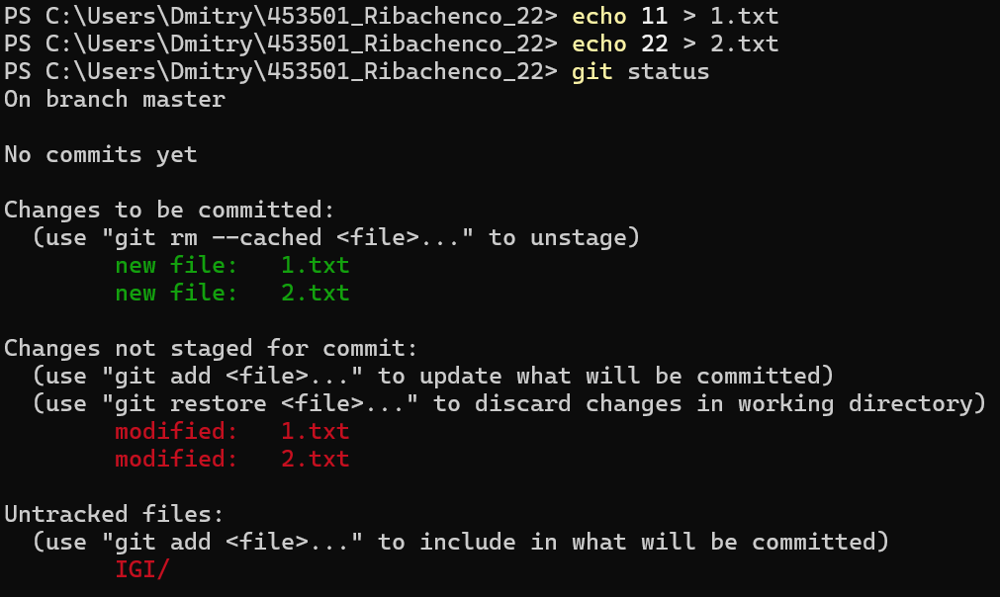 PS C:\Users\Dmitry\453501_Ribachenco_22> echo 11 > 1.txt
PS C:\Users\Dmitry\453501_Ribachenco_22> echo 22 > 2.txt
PS C:\Users\Dmitry\453501_Ribachenco_22> git status
On branch master

No commits yet

Changes to be committed:
  (use "git rm --cached <file>..." to unstage)
        new file:   1.txt
        new file:   2.txt

Changes not staged for commit:
  (use "git add <file>..." to update what will be committed)
  (use "git restore <file>..." to discard changes in working directory)
        modified:   1.txt
        modified:   2.txt

Untracked files:
  (use "git add <file>..." to include in what will be committed)
        IGI/